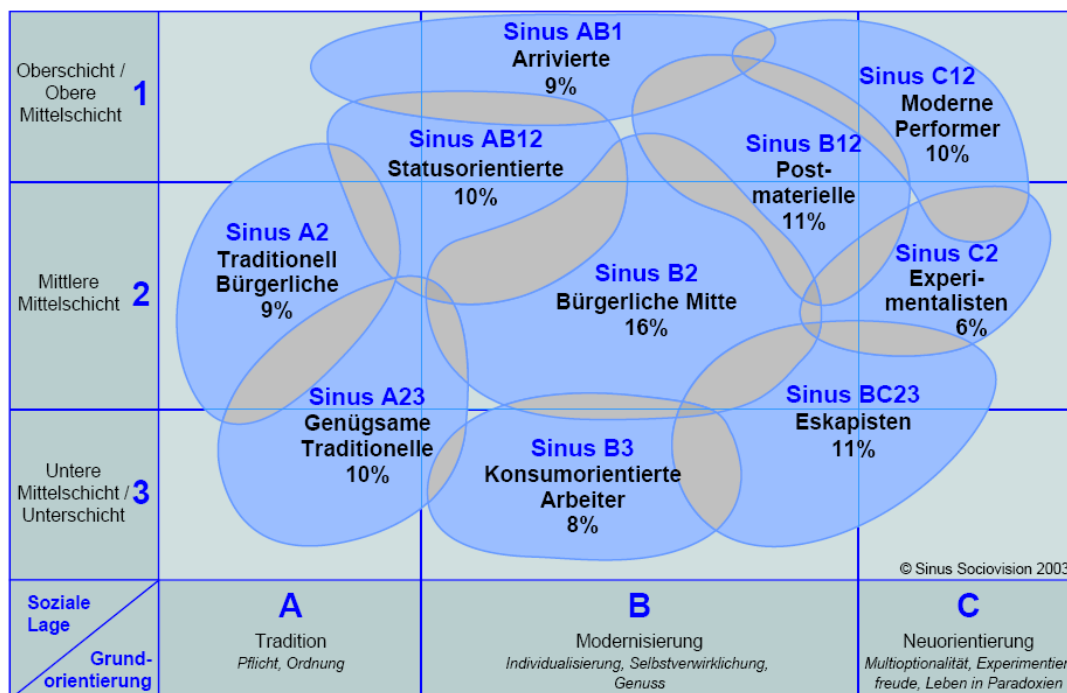 Oberschicht /
Obere
Mittelschicht
1
Sinus AB1
Arrivierte
9%
Sinus C12
Moderne
Performer
10%
Sinus AB12
Statusorientierte
10%
Sinus B12
Post-
materielle
11%
Mittlere
Mittelschicht
2
Sinus A2
Traditionell
Bürgerliche
9%
Sinus B2
Bürgerliche Mitte
16%
Sinus C2
Experi-
mentalisten
6%
Untere
Mittelschicht /
Unterschicht
3
Sinus A23
Genügsame
Traditionelle
10%
Sinus B3
Konsumorientierte
Arbeiter
8%
Sinus BC23
Eskapisten
11%
© Sinus Sociovision 2003
Soziale
Lage
Grund-
orientierung
A
Tradition
Pflicht, Ordnung
B
Modernisierung
Individualisierung, Selbstverwirklichung,
Genuss
C
Neuorientierung
Multioptionalität, Experimentier
freude, Leben in Paradoxien